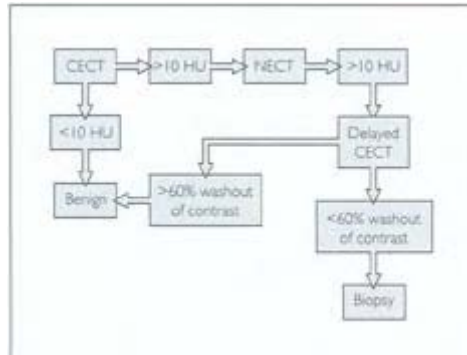 CECT
>10 HU
NECT
>10 HU
<10 HU
Delayed
CECT
Benign
>60% washout
of contrast
<60% washout
of contrast
Biopsy